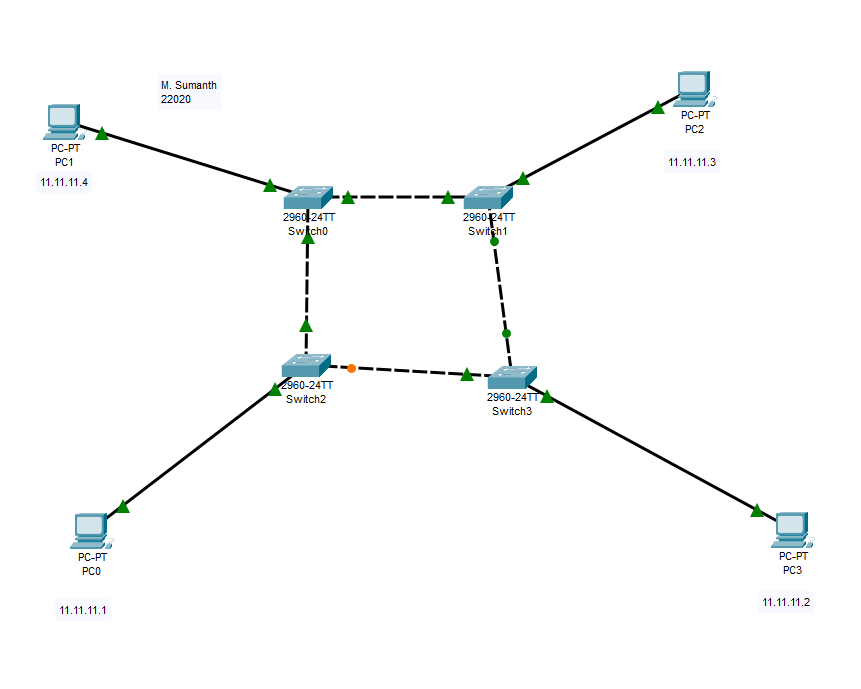 M. Sumanth
22020
PC-PT
PC1
11.11.11.4
PC-PT
PC2
11.11.11.3
2960-24TT
Switch0
2960-24TT
Switch1
2960-24TT
Switch2
2960-24TT
Switch3
PC-PT
PC0
11.11.11.1
PC-PT
PC3
11.11.11.2